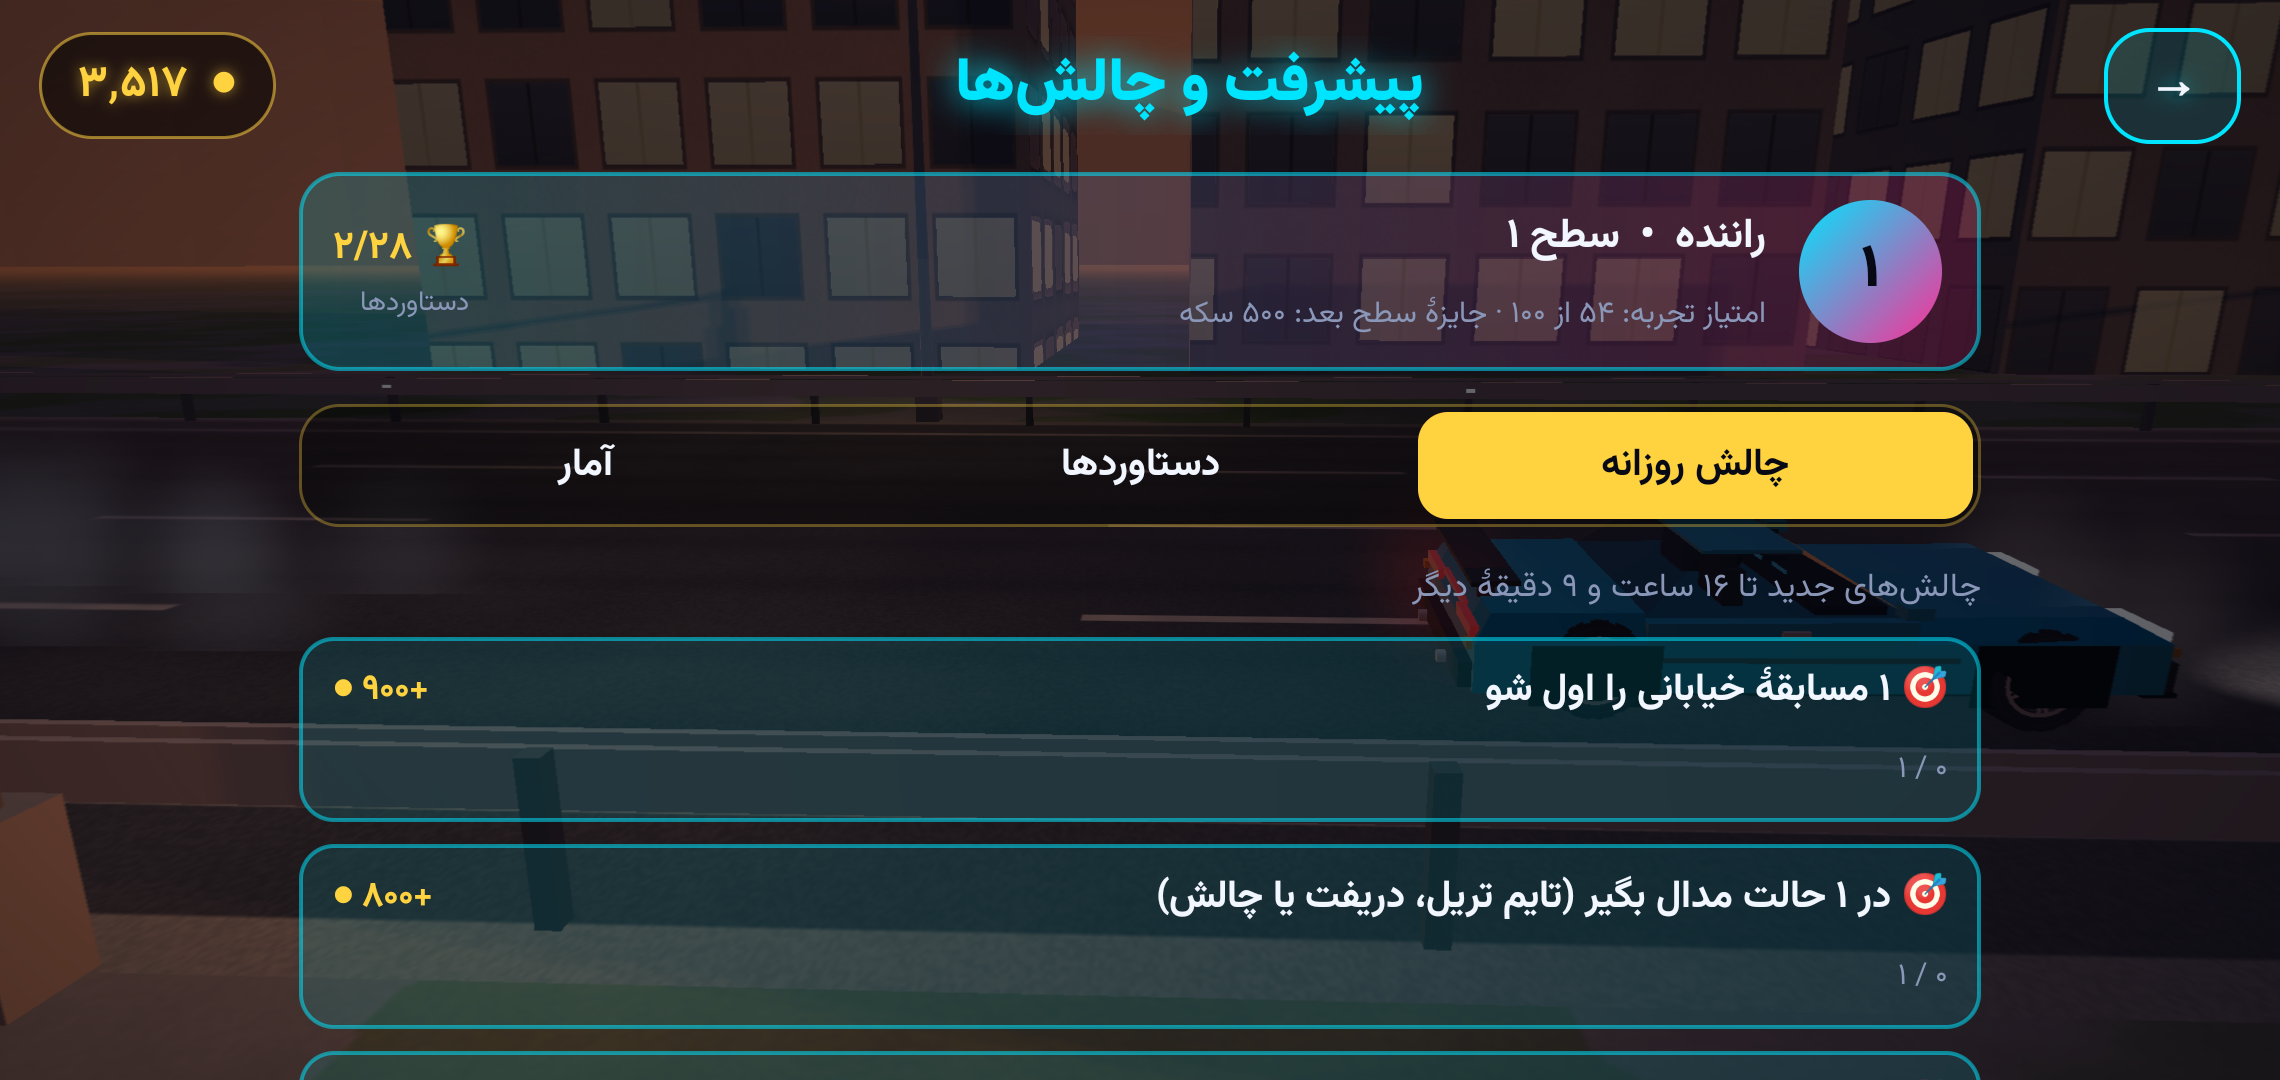 →
پیشرفت و چالش‌ها
۳,۵۱۷
۱
راننده • سطح ۱
امتیاز تجربه: ۵۴ از ۱۰۰ · جایزهٔ سطح بعد: ۵۰۰ سکه
۲/۲۸
دستاوردها
چالش روزانه
دستاوردها
آمار
چالش‌های جدید تا ۱۶ ساعت و ۹ دقیقهٔ دیگر
۱ مسابقهٔ خیابانی را اول شو
+۹۰۰
۰ / ۱
در ۱ حالت مدال بگیر (تایم تریل، دریفت یا چالش)
+۸۰۰
۰ / ۱